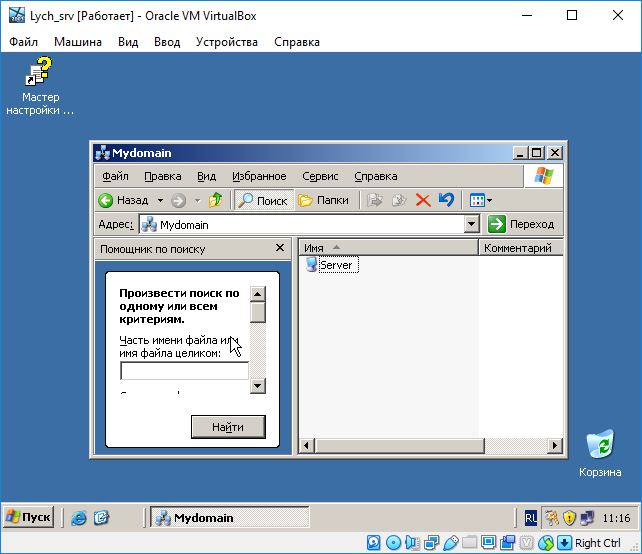 Lych_srv [Работает] - Oracle VM VirtualBox
Файл Машина Вид Ввод Устройства Справка
Мастер
настройки ...
Mydomain
Файл Правка Вид Избранное Сервис Справка
Назад Поиск Папки
Адрес: Mydomain Переход
Помощник по поиску
Имя Комментарий
Server
Произвести поиск по
одному или всем
критериям.
Часть имени файла или
имя файла целиком:
Найти
Корзина
Пуск Mydomain RU 11:16
Right Ctrl